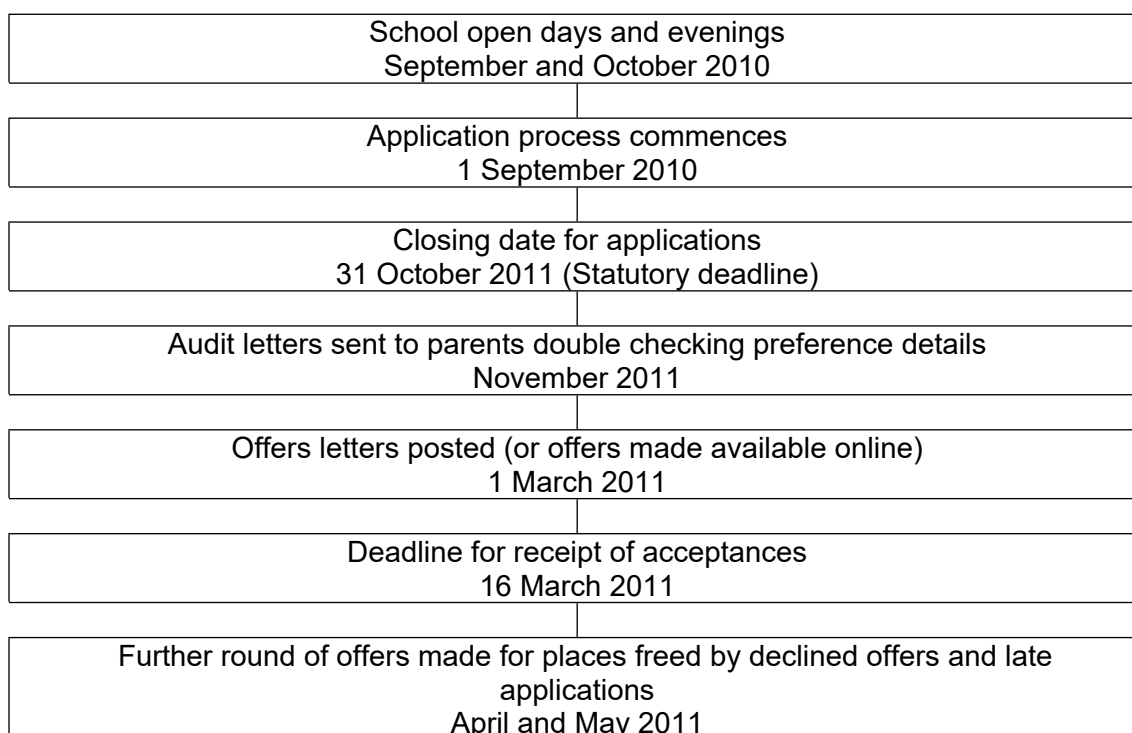 School open days and evenings
September and October 2010
Application process commences
1 September 2010
Closing date for applications
31 October 2011 (Statutory deadline)
Audit letters sent to parents double checking preference details
November 2011
Offers letters posted (or offers made available online)
1 March 2011
Deadline for receipt of acceptances
16 March 2011
Further round of offers made for places freed by declined offers and late
applications
April and May 2011